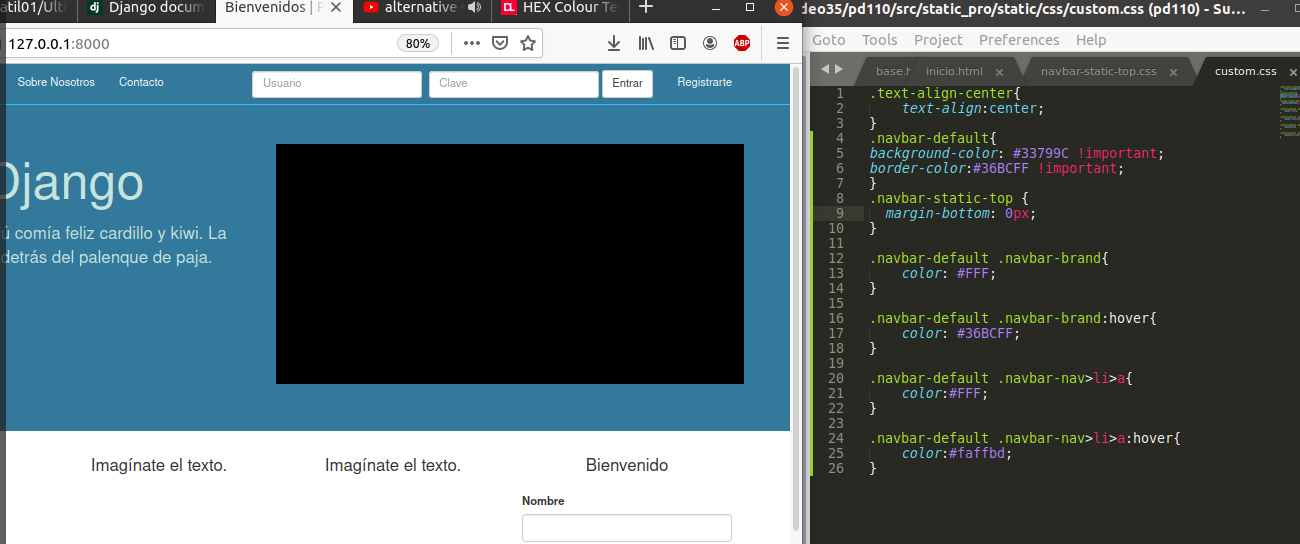 atil01/Ulti
Django docum
Bienvenidos | P
alternative
HEX Colour Te
127.0.0.1:8000
80%
ABP
Sobre Nosotros
Contacto
Usuario
Clave
Entrar
Registrarte
Django
ú comía feliz cardillo y kiwi. La
detrás del palenque de paja.
Imagínate el texto.
Imagínate el texto.
Bienvenido
Nombre
deo35/pd110/src/static_pro/static/css/custom.css (pd110) - Su...
Goto Tools Project Preferences Help
base.h
inicio.html
navbar-static-top.css
custom.css
1 .text-align-center{
2 text-align:center;
3 }
4 .navbar-default{
5 background-color: #33799C !important;
6 border-color:#36BCFF !important;
7 }
8 .navbar-static-top {
9 margin-bottom: 0px;
10 }
11
12 .navbar-default .navbar-brand{
13 color: #FFF;
14 }
15
16 .navbar-default .navbar-brand:hover{
17 color: #36BCFF;
18 }
19
20 .navbar-default .navbar-nav>li>a{
21 color:#FFF;
22 }
23
24 .navbar-default .navbar-nav>li>a:hover{
25 color:#faffbd;
26 }